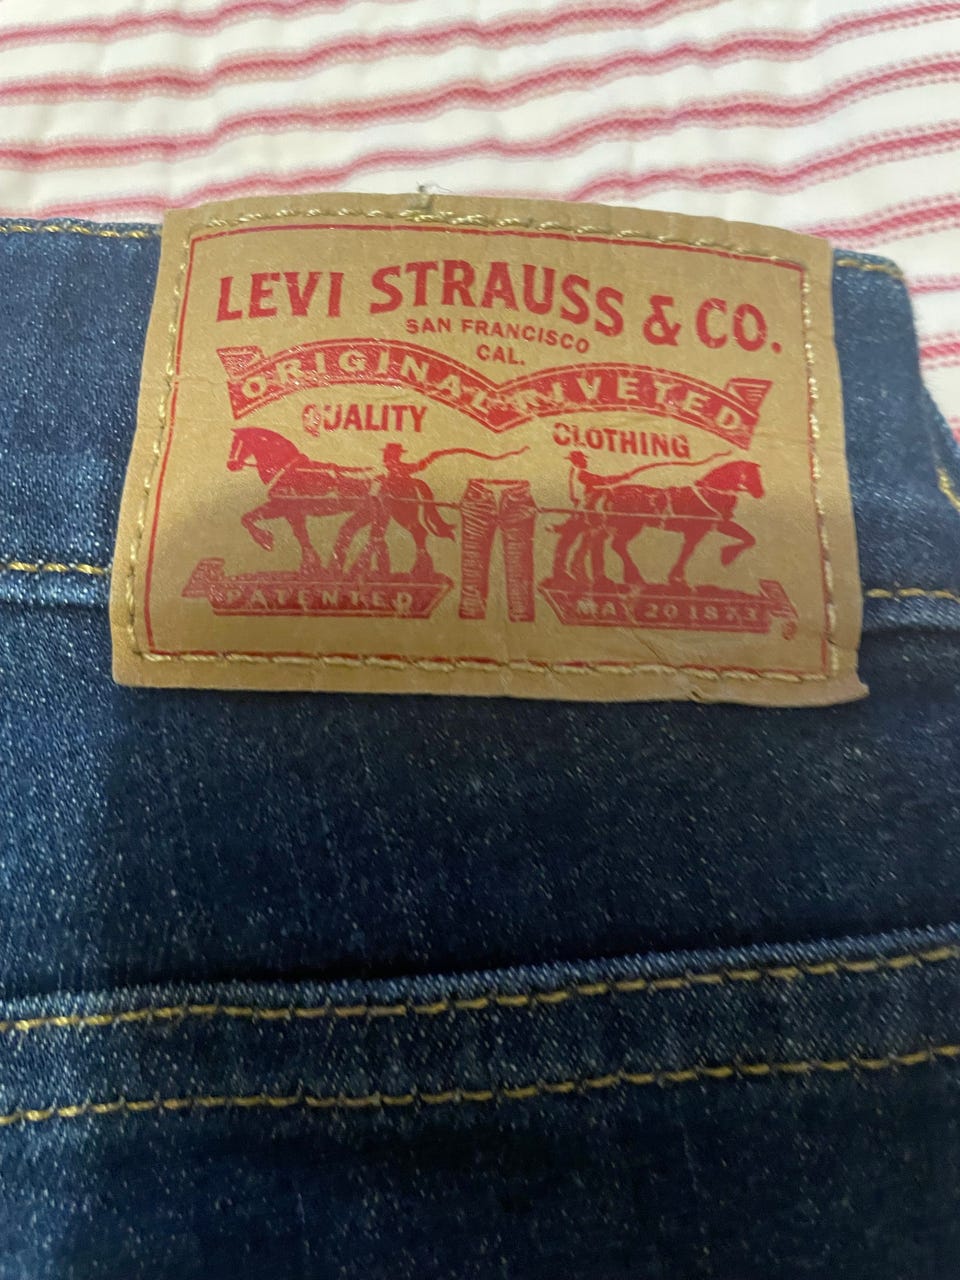 LEVI STRAUSS & CO.
SAN FRANCISCO
CAL.
ORIGINAL RIVETED
QUALITY CLOTHING
PATENTED MAY 20 1873
®